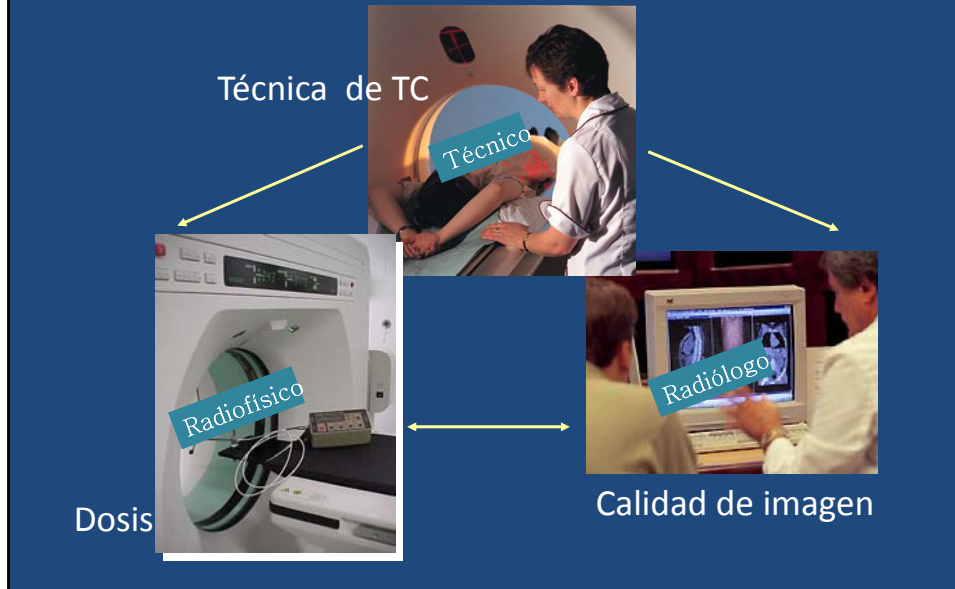 Técnica de TC
Técnico
Radiofísico
Radiólogo
Dosis
Calidad de imagen